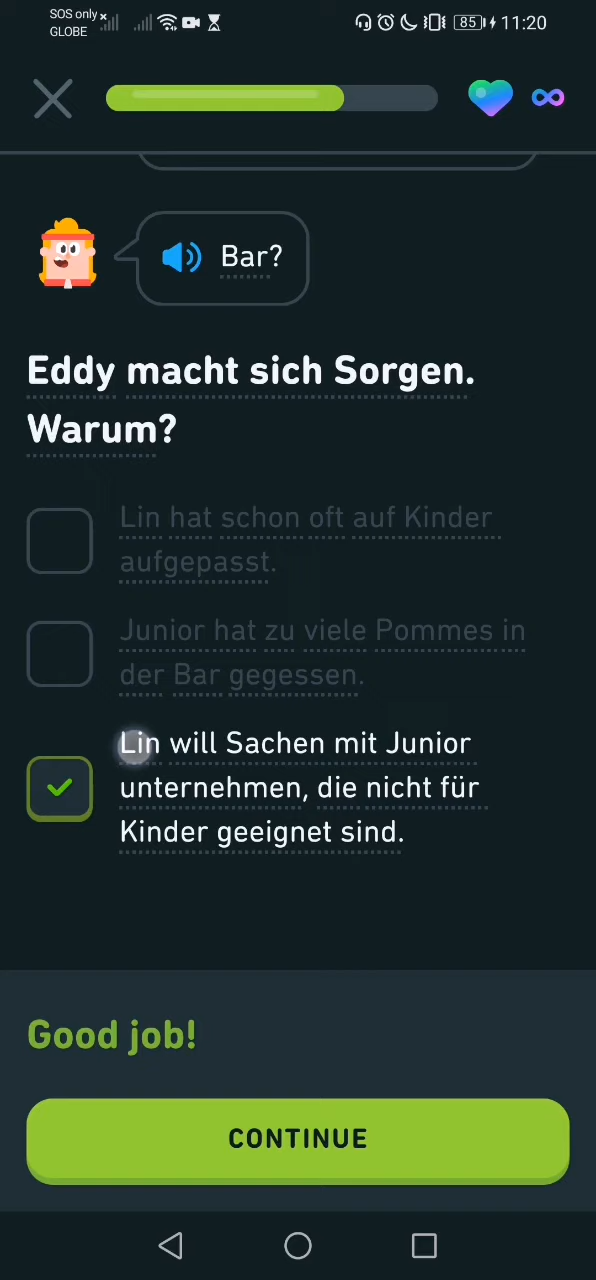 SOS only
GLOBE
85
11:20
Bar?
Eddy macht sich Sorgen.
Warum?
Lin hat schon oft auf Kinder
aufgepasst.
Junior hat zu viele Pommes in
der Bar gegessen.
Lin will Sachen mit Junior
unternehmen, die nicht für
Kinder geeignet sind.
Good job!
CONTINUE